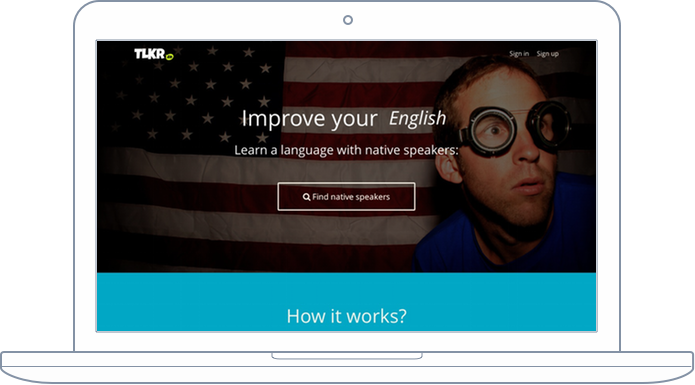 TLKR
Sign in Sign up
Improve your English
Learn a language with native speakers:
Find native speakers
How it works?